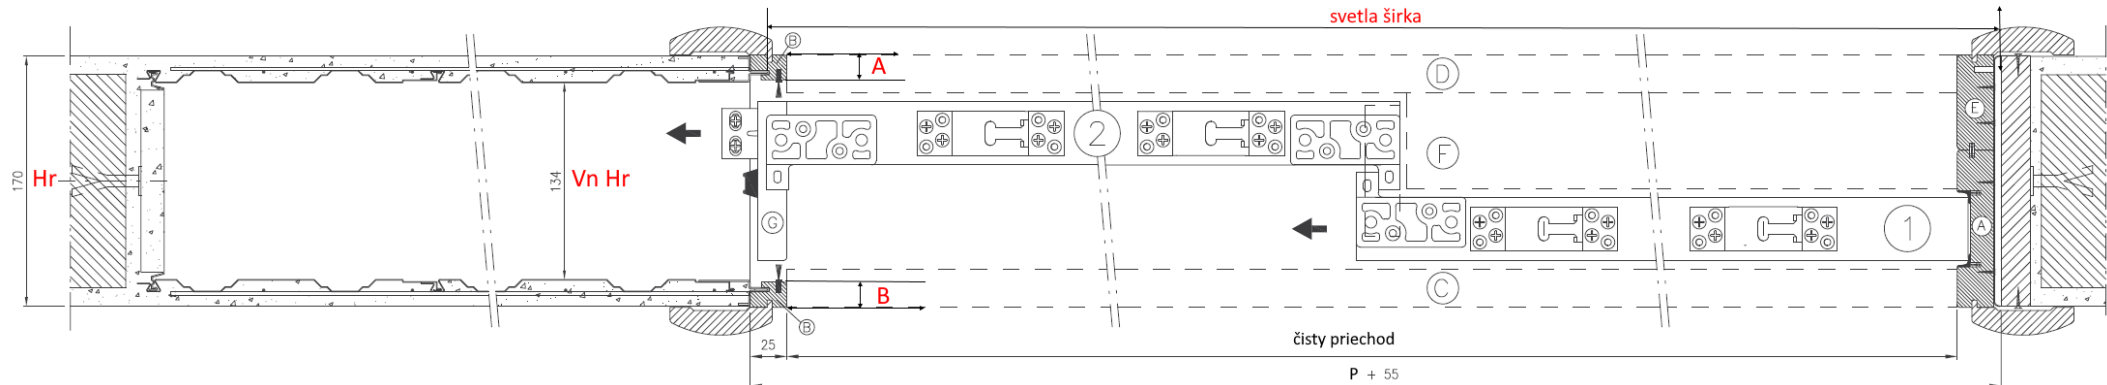 svetla širka
B
A
D
E
2
F
170
Hr
134
Vn Hr
G
1
A
B
C
B
25
čisty priechod
P + 55